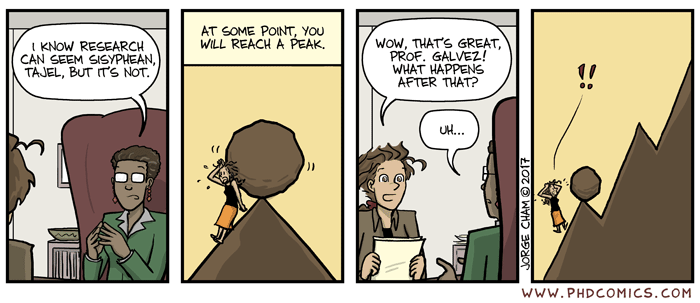 I KNOW RESEARCH
CAN SEEM SISYPHEAN,
TAJEL, BUT IT'S NOT.
AT SOME POINT, YOU
WILL REACH A PEAK.
WOW, THAT'S GREAT,
PROF. GALVEZ!
WHAT HAPPENS
AFTER THAT?
UH...
JORGE CHAM © 2017
!!
WWW.PHDCOMICS.COM